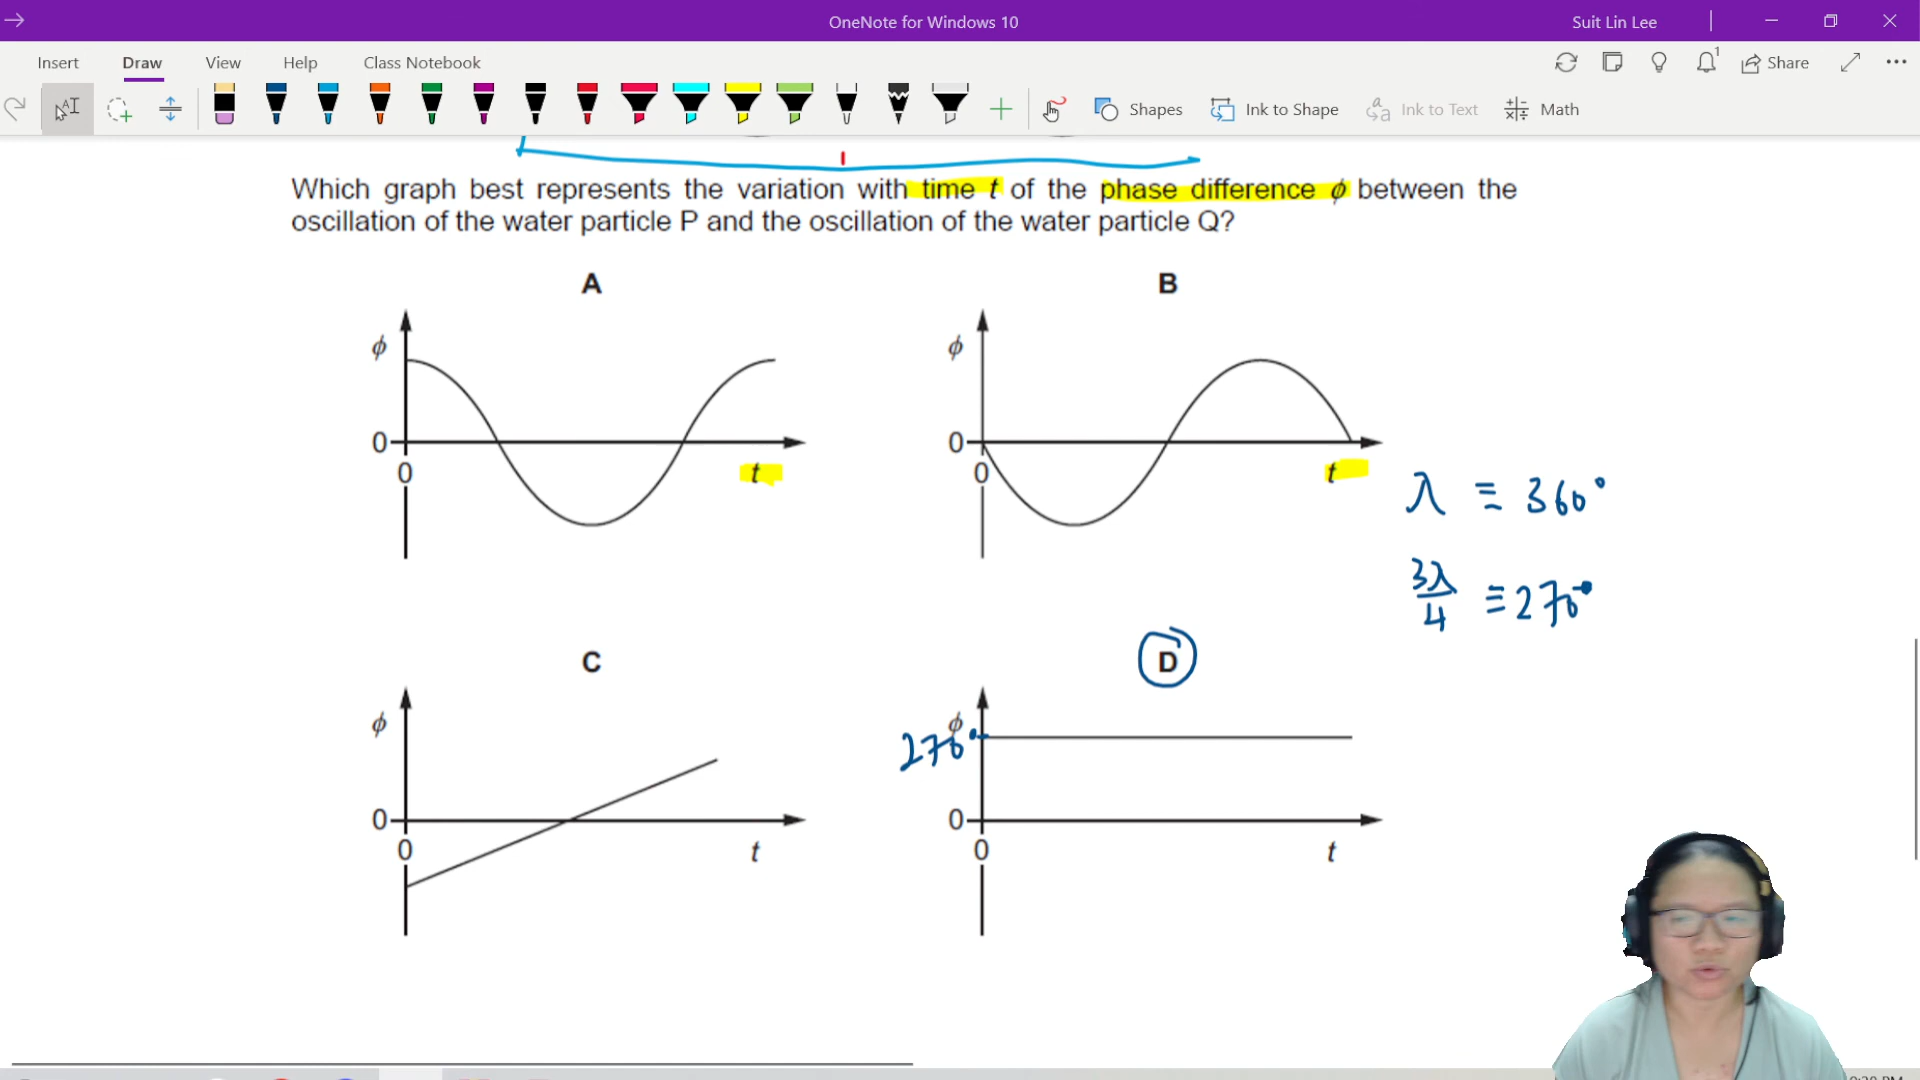 OneNote for Windows 10
Suit Lin Lee
Insert
Draw
View
Help
Class Notebook
1
Share
Shapes
Ink to Shape
Ink to Text
Math
Which graph best represents the variation with time t of the phase difference ϕ between the
oscillation of the water particle P and the oscillation of the water particle Q?
A
B
ϕ
0
0
t
ϕ
0
0
t
λ ≡ 360°
3λ/4 ≡ 270°
C
D
ϕ
0
0
t
ϕ
270°
0
0
t